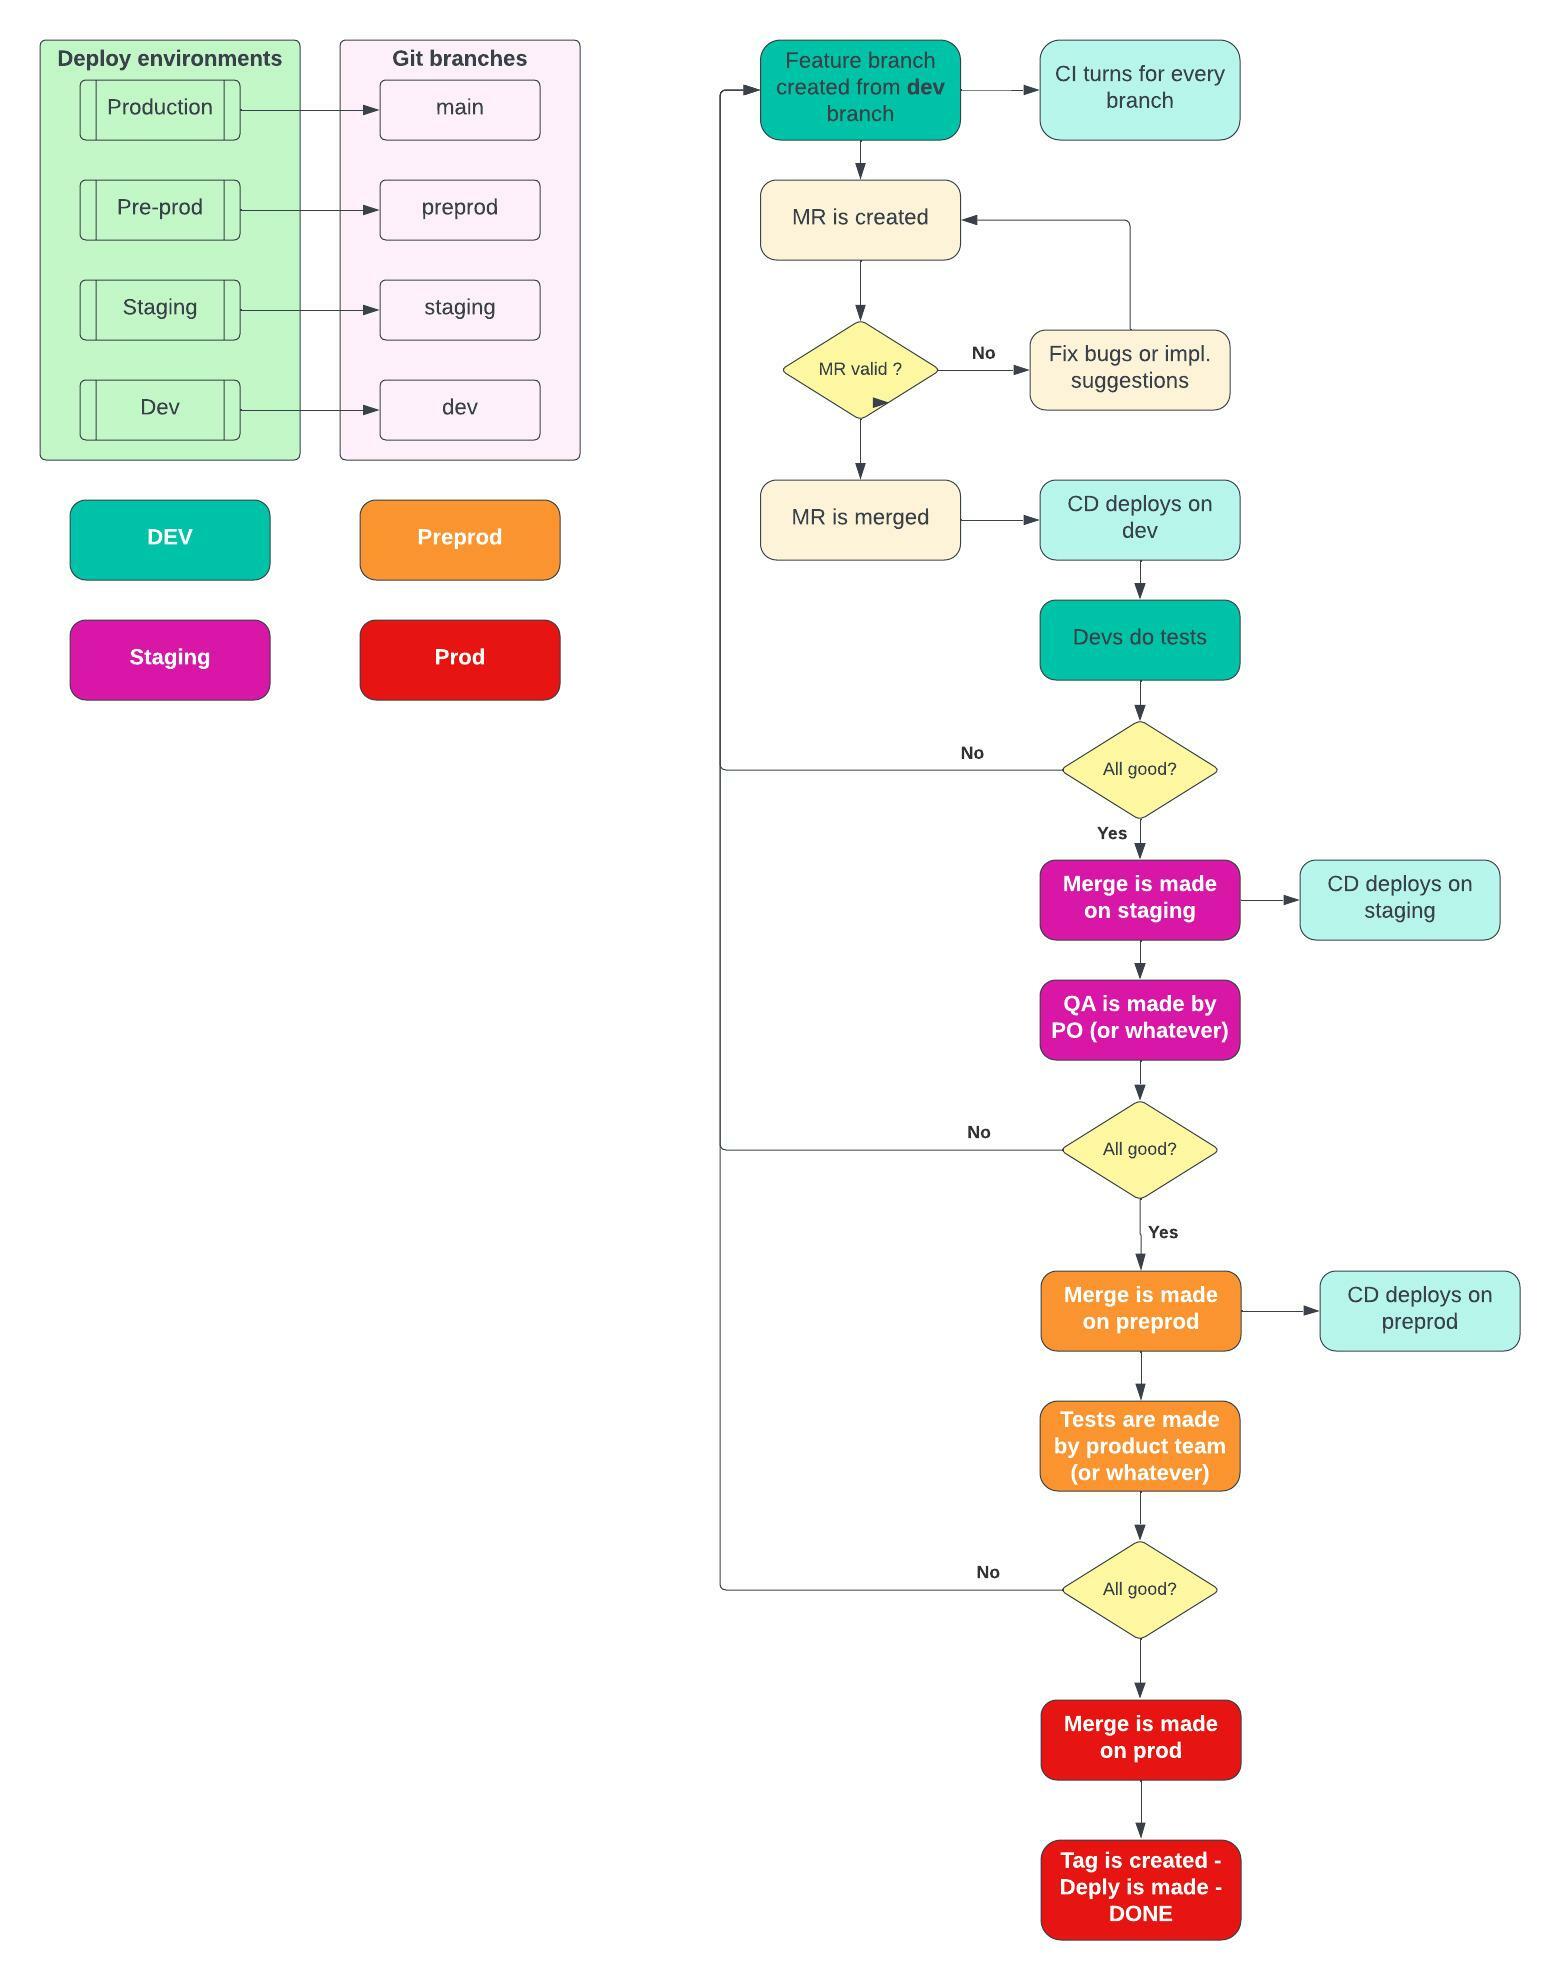 Deploy environments
Production
Pre-prod
Staging
Dev
Git branches
main
preprod
staging
dev
DEV
Preprod
Staging
Prod
Feature branch
created from dev
branch
CI turns for every
branch
MR is created
MR valid ?
No
Fix bugs or impl.
suggestions
MR is merged
CD deploys on
dev
Devs do tests
All good?
No
Yes
Merge is made
on staging
CD deploys on
staging
QA is made by
PO (or whatever)
All good?
No
Yes
Merge is made
on preprod
CD deploys on
preprod
Tests are made
by product team
(or whatever)
All good?
No
Merge is made
on prod
Tag is created -
Deply is made -
DONE